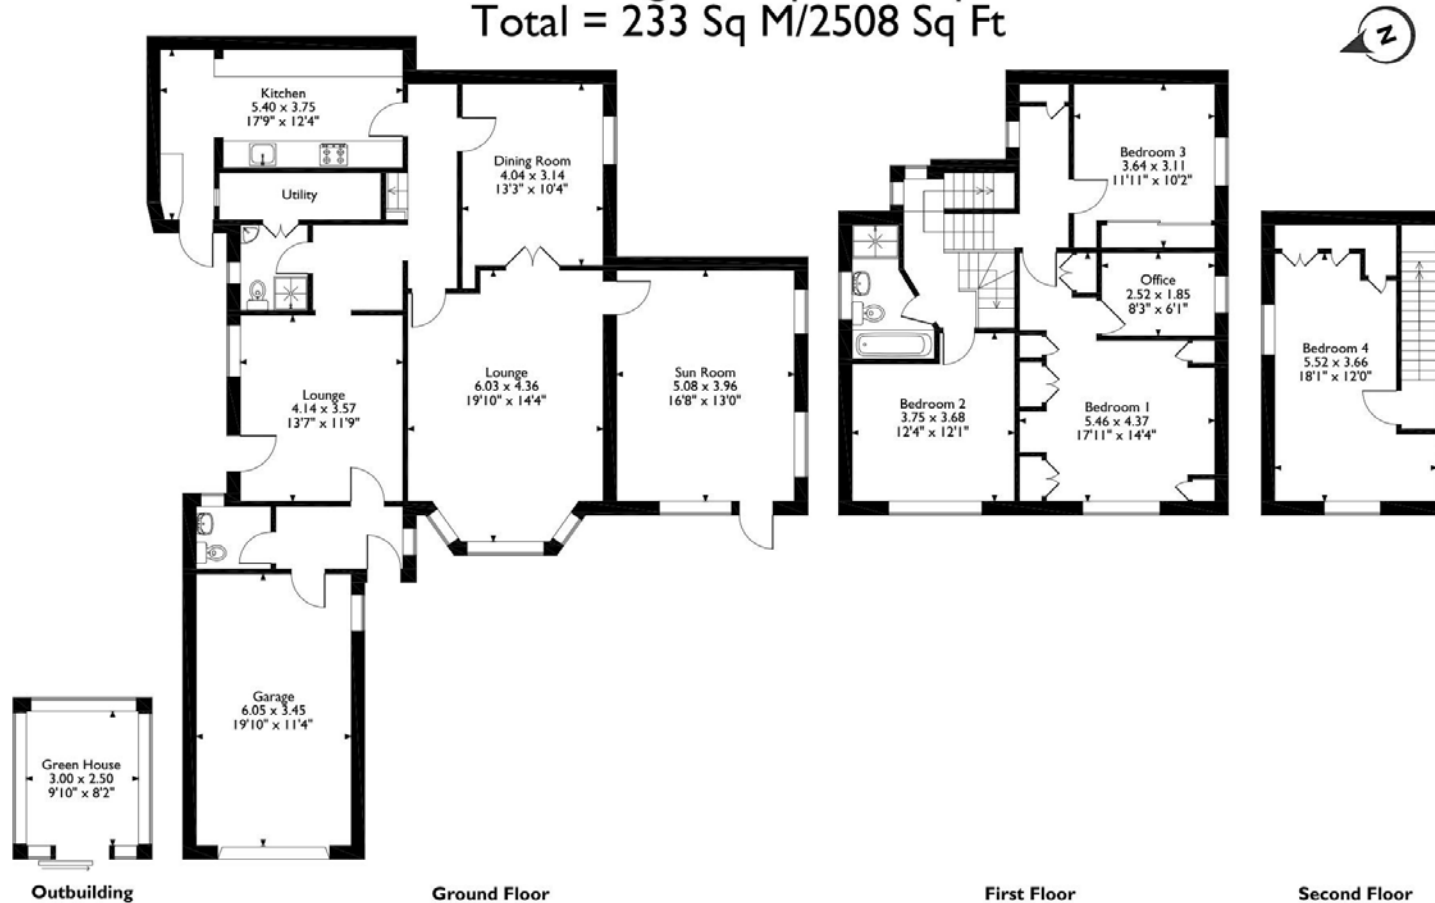 Total = 233 Sq M/2508 Sq Ft
N
Kitchen
5.40 x 3.75
17'9" x 12'4"
Utility
Dining Room
4.04 x 3.14
13'3" x 10'4"
Lounge
4.14 x 3.57
13'7" x 11'9"
Lounge
6.03 x 4.36
19'10" x 14'4"
Sun Room
5.08 x 3.96
16'8" x 13'0"
Garage
6.05 x 3.45
19'10" x 11'4"
Green House
3.00 x 2.50
9'10" x 8'2"
Bedroom 3
3.64 x 3.11
11'11" x 10'2"
Office
2.52 x 1.85
8'3" x 6'1"
Bedroom 2
3.75 x 3.68
12'4" x 12'1"
Bedroom 1
5.46 x 4.37
17'11" x 14'4"
Bedroom 4
5.52 x 3.66
18'1" x 12'0"
Outbuilding
Ground Floor
First Floor
Second Floor